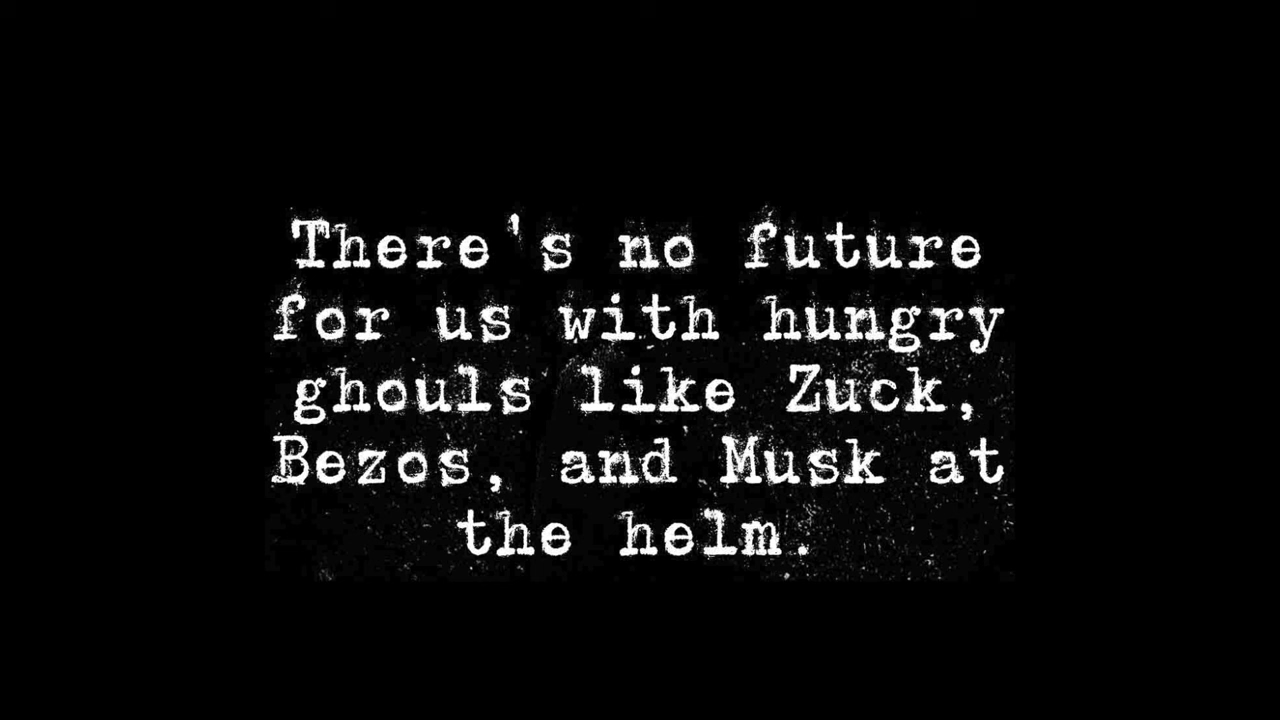 There's no future
for us with hungry
ghouls like Zuck,
Bezos, and Musk at
the helm.